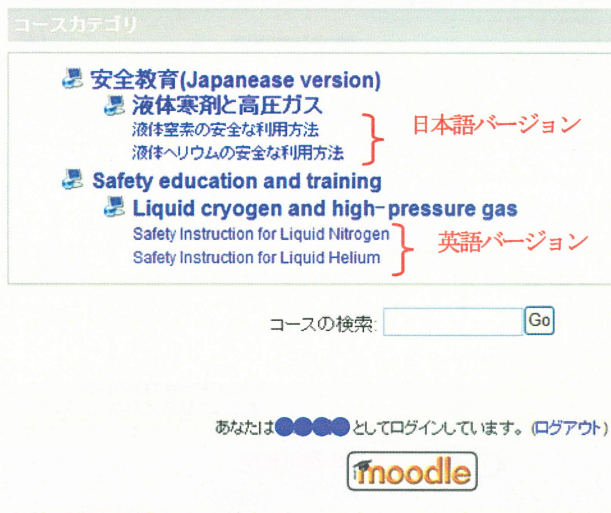 コースカテゴリ
安全教育(Japanease version)
液体寒剤と高圧ガス
液体窒素の安全な利用方法
液体ヘリウムの安全な利用方法
日本語バージョン
Safety education and training
Liquid cryogen and high-pressure gas
Safety Instruction for Liquid Nitrogen
Safety Instruction for Liquid Helium
英語バージョン
コースの検索: Go
あなたは●●●●としてログインしています。(ログアウト)
moodle